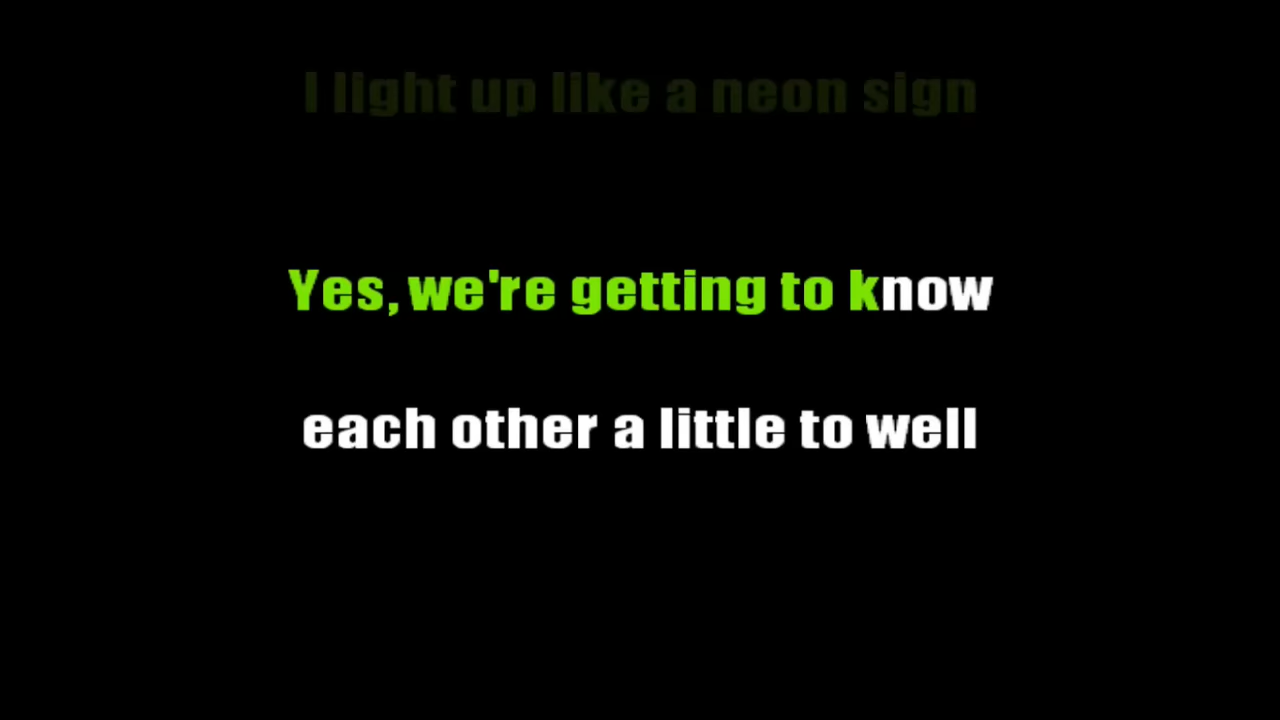 I light up like a neon sign
Yes, we're getting to know
each other a little to well